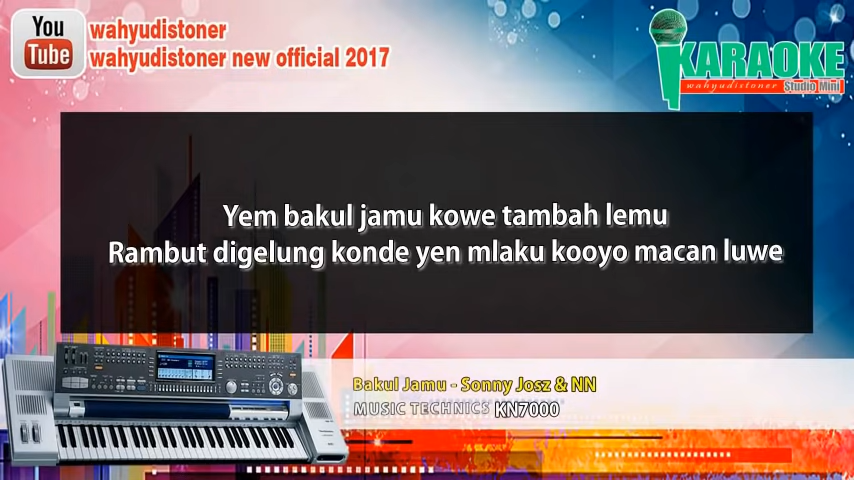 You
Tube
wahyudistoner
wahyudistoner new official 2017
KARAOKE
wahyudistoner Studio Mini
Yem bakul jamu kowe tambah lemu
Rambut digelung konde yen mlaku kooyo macan luwe
Bakul Jamu - Sonny Josz & NN
MUSIC TECHNICS KN7000